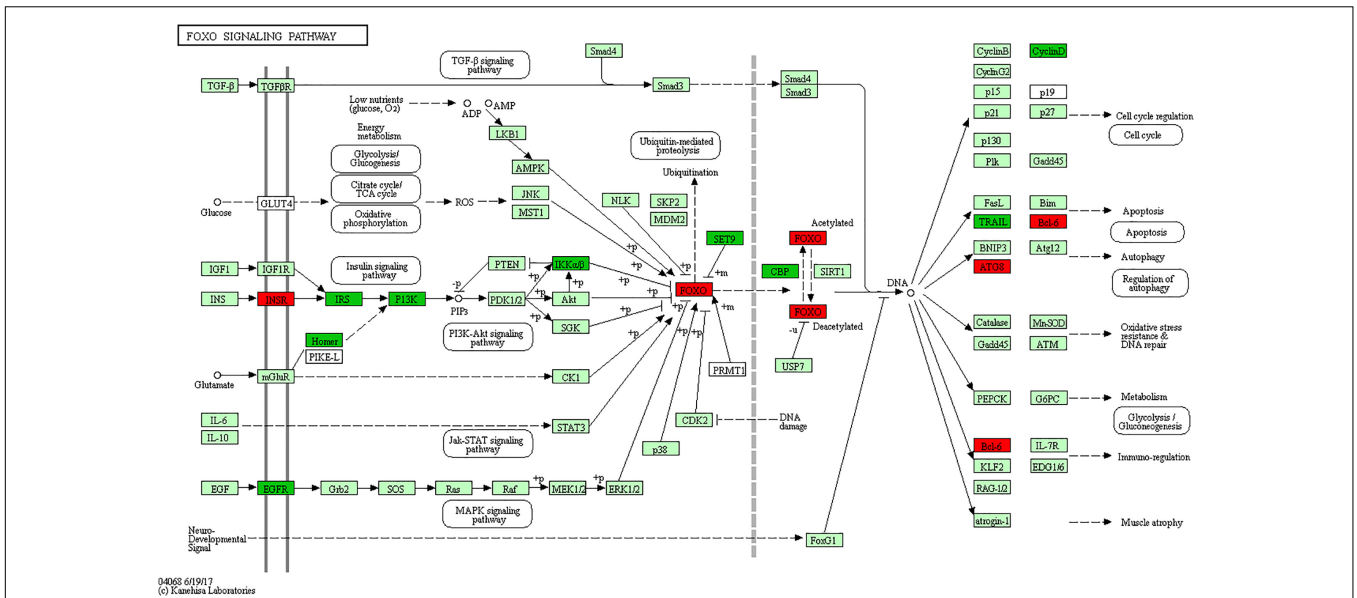 FOXO SIGNALING PATHWAY
TGF-β signaling
pathway
Smad4
TGF-β
TGFβR
Smad3
Smad4
Smad3
CyclinB
CyclinD
CyclinG2
p15
p19
p21
p27
p130
Plk
Gadd45
Cell cycle regulation
Cell cycle
Low nutrients
(glucose, O2)
ADP
AMP
LKB1
AMPK
Energy
metabolism
Glycolysis/
Glucogenesis
Citrate cycle/
TCA cycle
Oxidative
phosphorylation
Glucose
GLUT4
ROS
JNK
MST1
NLK
SKP2
MDM2
Ubiquitin-mediated
proteolysis
Ubiquitination
SET9
Acetylated
FOXO
CBP
SIRT1
FOXO
Deacetylated
-u
USP7
FasL
Bim
TRAIL
Bcl-6
Apoptosis
Apoptosis
BNIP3
Atg12
ATG8
Autophagy
Regulation of
autophagy
IGF1
IGF1R
Insulin signaling
pathway
PTEN
IKKα/β
INS
INSR
IRS
P13K
-p
PIP3
PDK1/2
Akt
SGK
PI3K-Akt signaling
pathway
+p
+p
+p
+p
+p
+p
+p
+p
+p
+p
+p
+p
+p
+p
+m
+m
FOXO
DNA
Homer
PIKE-L
Glutamate
mGluR
CK1
PRMT1
Catalase
Mn-SOD
Gadd45
ATM
Oxidative stress
resistance &
DNA repair
PEPCK
G6PC
Metabolism
Glycolysis /
Gluconeogenesis
IL-6
IL-10
STAT3
Jak-STAT signaling
pathway
CDK2
DNA
damage
p38
Bcl-6
IL-7R
KLF2
EDG1/6
RAG-1/2
Immuno-regulation
EGF
EGFR
Grb2
SOS
Ras
Raf
+p
MEK1/2
+p
ERK1/2
MAPK signaling
pathway
atrogin-1
Muscle atrophy
Neuro-
Developmental
Signal
FoxG1
04068 6/19/17
(c) Kanehisa Laboratories